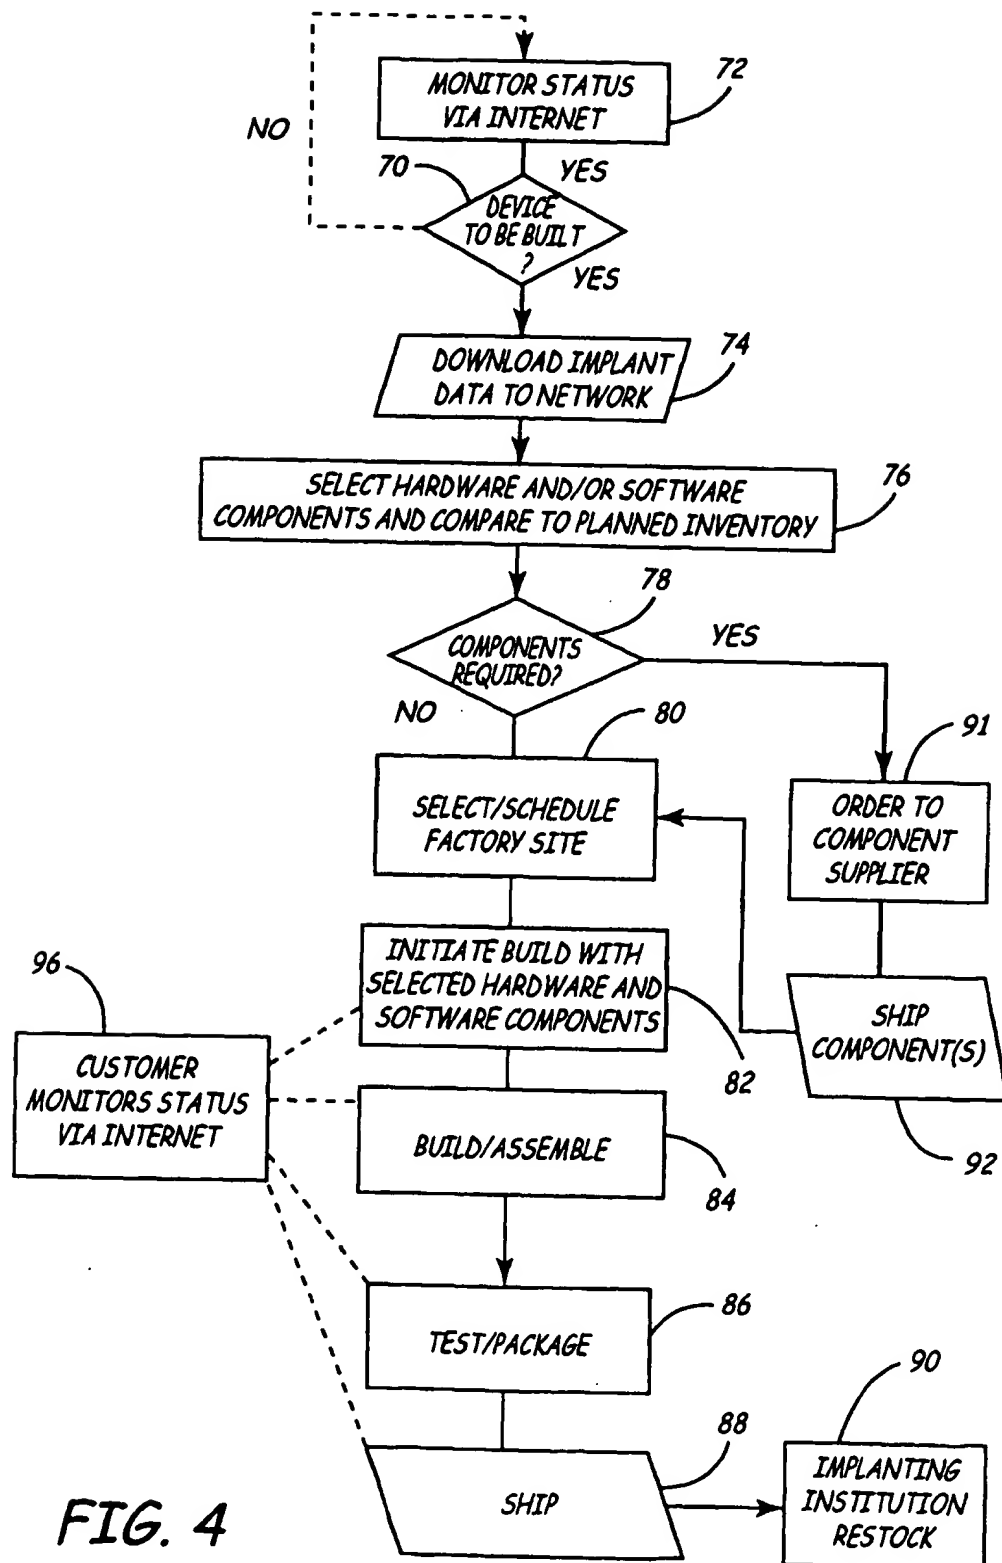 MONITOR STATUS
VIA INTERNET
72
NO
70
YES
DEVICE
TO BE BUILT
?
YES
DOWNLOAD IMPLANT
DATA TO NETWORK
74
SELECT HARDWARE AND/OR SOFTWARE
COMPONENTS AND COMPARE TO PLANNED INVENTORY
76
78
COMPONENTS
REQUIRED?
YES
NO
80
SELECT/SCHEDULE
FACTORY SITE
91
ORDER TO
COMPONENT
SUPPLIER
INITIATE BUILD WITH
SELECTED HARDWARE AND
SOFTWARE COMPONENTS
82
SHIP
COMPONENT(S)
92
96
CUSTOMER
MONITORS STATUS
VIA INTERNET
BUILD/ASSEMBLE
84
TEST/PACKAGE
86
SHIP
88
90
IMPLANTING
INSTITUTION
RESTOCK
FIG. 4